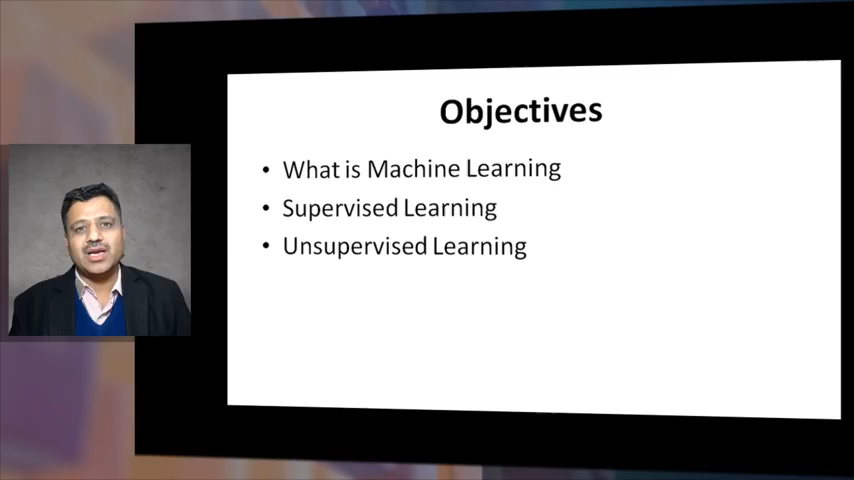 Objectives
• What is Machine Learning
• Supervised Learning
• Unsupervised Learning